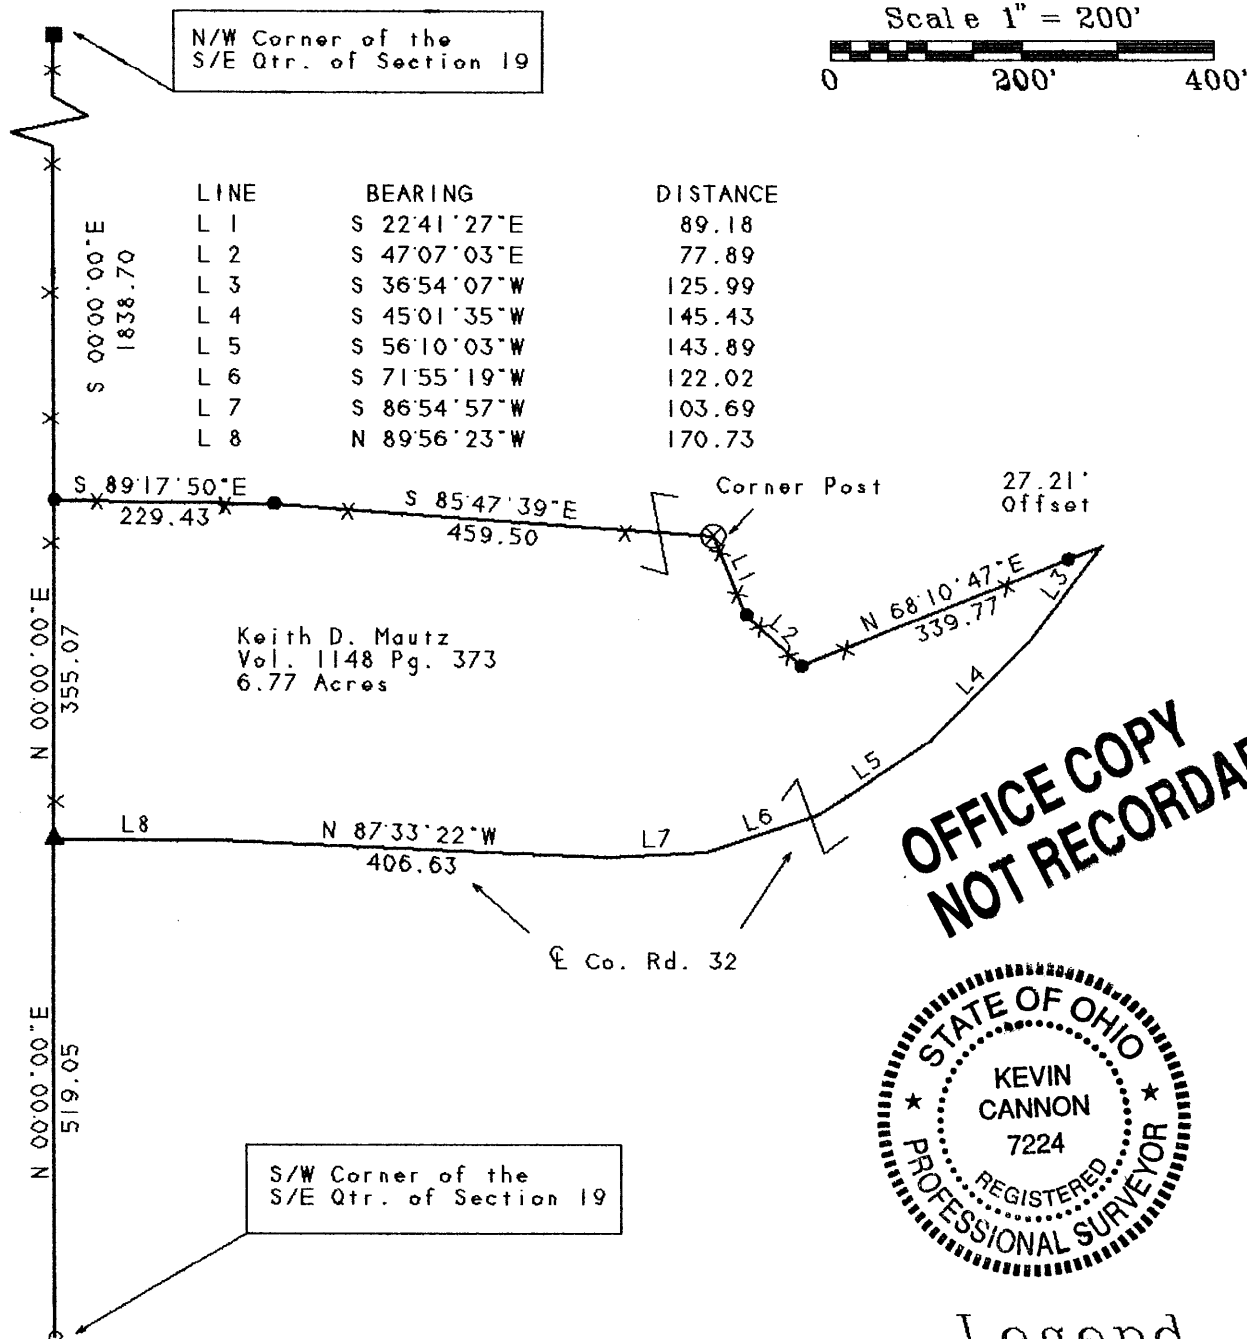 Scale 1" = 200'
0 200' 400'
N/W Corner of the
S/E Qtr. of Section 19
LINE BEARING DISTANCE
L 1 S 22°41'27"E 89.18
L 2 S 47°07'03"E 77.89
L 3 S 36°54'07"W 125.99
L 4 S 45°01'35"W 145.43
L 5 S 56°10'03"W 143.89
L 6 S 71°55'19"W 122.02
L 7 S 86°54'57"W 103.69
L 8 N 89°56'23"W 170.73
S 00°00'00"E
1838.70
S 89°17'50"E
229.43
S 85°47'39"E
459.50
Corner Post
27.21'
Offset
L1
L2
N 68°10'47"E
339.77
L3
L4
L5
L6
L7
L8
Keith D. Mautz
Vol. 1148 Pg. 373
6.77 Acres
N 00°00'00"E
355.07
N 87°33'22"W
406.63
℄ Co. Rd. 32
OFFICE COPY
NOT
STATE OF OHIO
KEVIN
CANNON
7224
REGISTERED
PROFESSIONAL SURVEYOR
N 00°00'00"E
519.05
S/W Corner of the
S/E Qtr. of Section 19
Legend